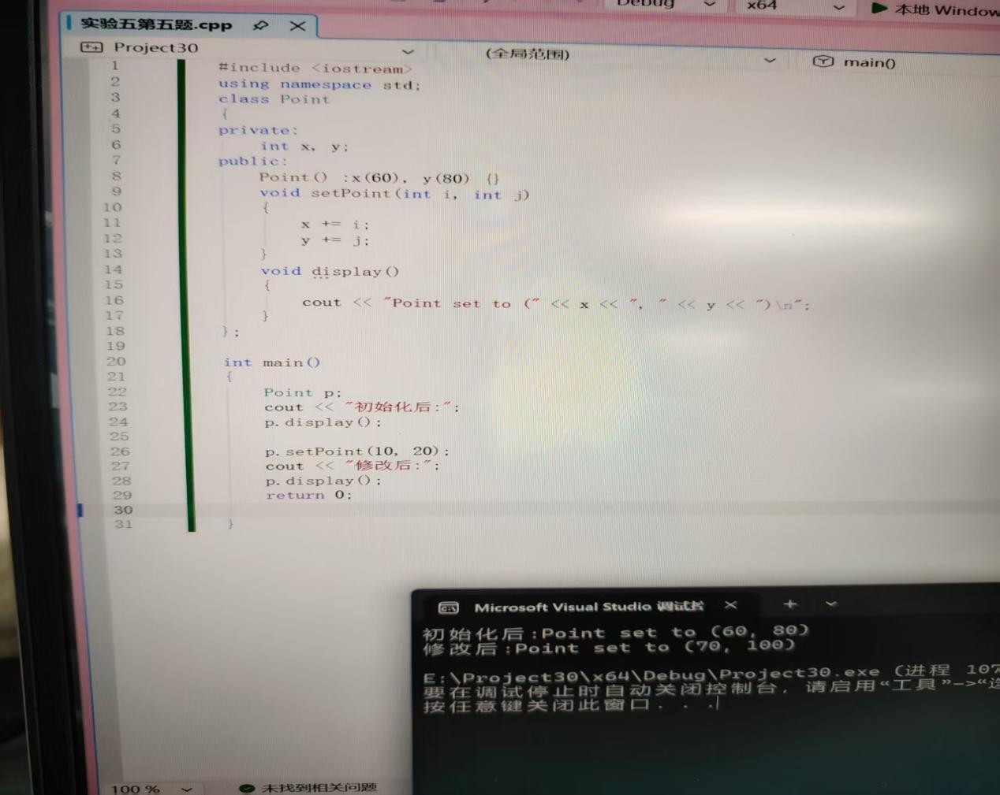 Debug x64 本地 Window
实验五第五题.cpp
Project30 (全局范围) main()
1 #include <iostream>
2 using namespace std;
3 class Point
4 {
5 private:
6 int x, y;
7 public:
8 Point() :x(60), y(80) {}
9 void setPoint(int i, int j)
10 {
11 x += i;
12 y += j;
13 }
14 void display()
15 {
16 cout << "Point set to (" << x << ", " << y << ")\n";
17 }
18 };
19
20 int main()
21 {
22 Point p;
23 cout << "初始化后:";
24 p.display();
25
26 p.setPoint(10, 20);
27 cout << "修改后:";
28 p.display();
29 return 0;
30
31 }
Microsoft Visual Studio 调试
初始化后:Point set to (60, 80)
修改后:Point set to (70, 100)
E:\Project30\x64\Debug\Project30.exe (进程 107
要在调试停止时自动关闭控制台, 请启用“工具”->“选
按任意键关闭此窗口. . .
100 % 未找到相关问题